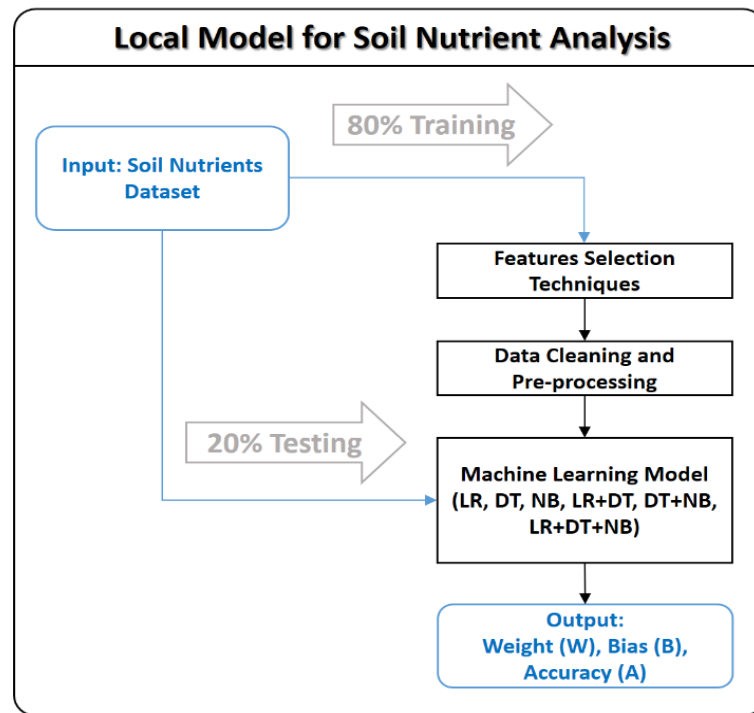 Local Model for Soil Nutrient Analysis
80% Training
Input: Soil Nutrients
Dataset
Features Selection
Techniques
Data Cleaning and
Pre-processing
20% Testing
Machine Learning Model
(LR, DT, NB, LR+DT, DT+NB,
LR+DT+NB)
Output:
Weight (W), Bias (B),
Accuracy (A)